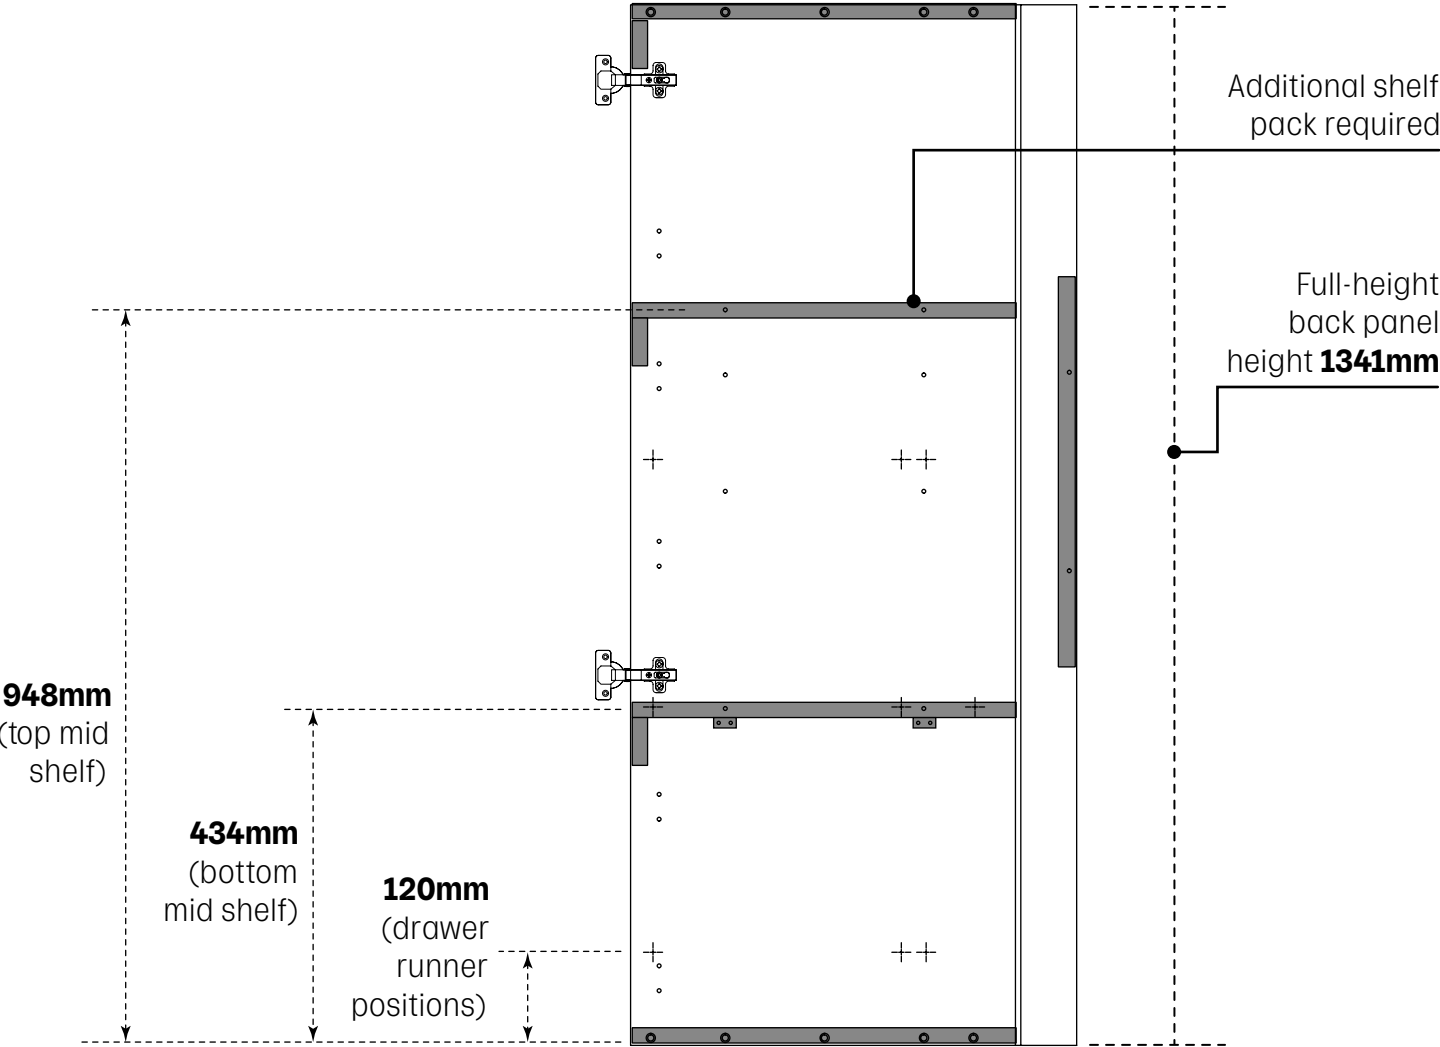 Additional shelf
pack required
Full-height
back panel
height 1341mm
948mm
(top mid
shelf)
434mm
(bottom
mid shelf)
120mm
(drawer
runner
positions)